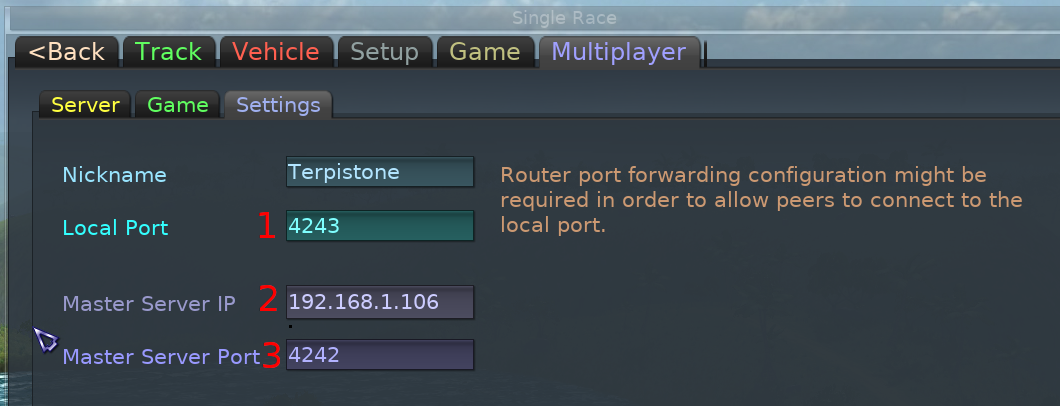 Single Race
<Back Track Vehicle Setup Game Multiplayer
Server Game Settings
Nickname Terpistone
Router port forwarding configuration might be
required in order to allow peers to connect to the
local port.
Local Port 1 4243
Master Server IP 2 192.168.1.106
Master Server Port 3 4242